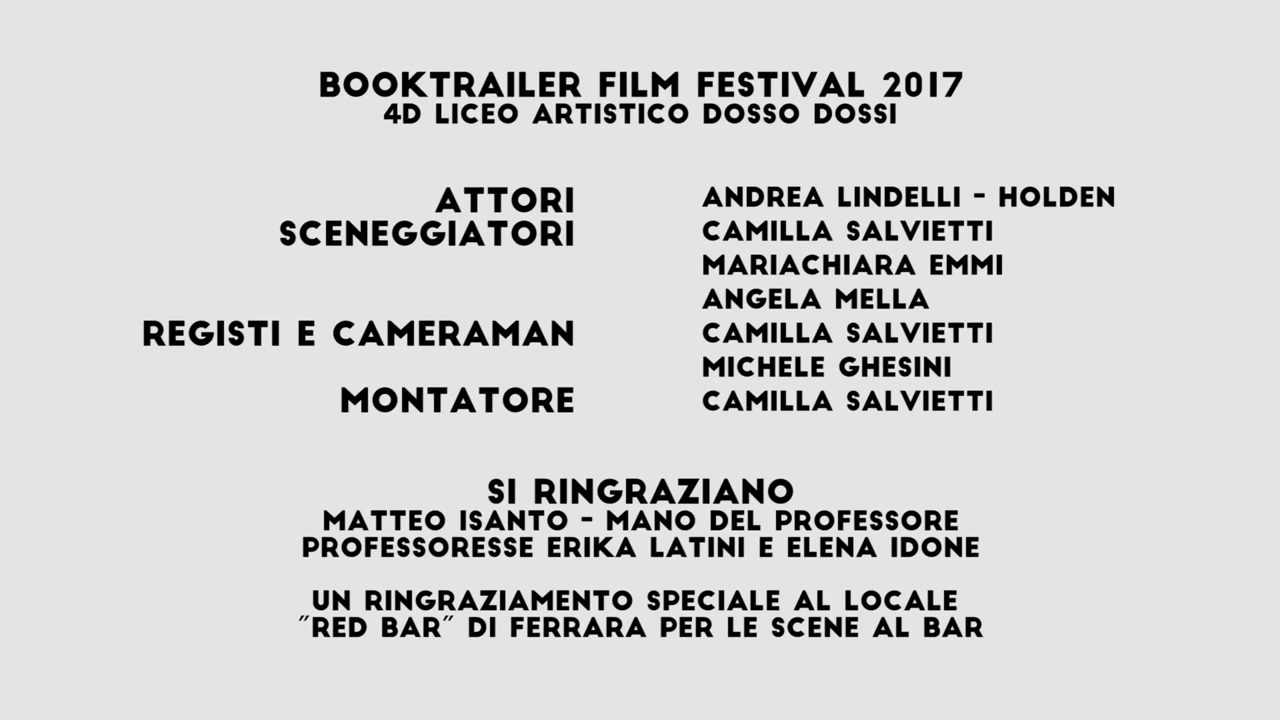 BOOKTRAILER FILM FESTIVAL 2017
4D LICEO ARTISTICO DOSSO DOSSI
ATTORI ANDREA LINDELLI - HOLDEN
SCENEGGIATORI CAMILLA SALVIETTI
MARIACHIARA EMMI
ANGELA MELLA
REGISTI E CAMERAMAN CAMILLA SALVIETTI
MICHELE GHESINI
MONTATORE CAMILLA SALVIETTI
SI RINGRAZIANO
MATTEO ISANTO - MANO DEL PROFESSORE
PROFESSORESSE ERIKA LATINI E ELENA IDONE
UN RINGRAZIAMENTO SPECIALE AL LOCALE
"RED BAR" DI FERRARA PER LE SCENE AL BAR